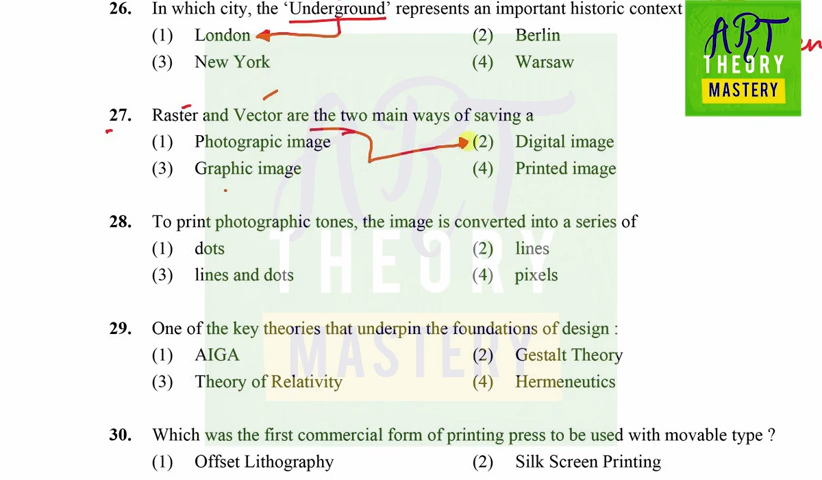 26. In which city, the ‘Underground’ represents an important historic context
(1) London (2) Berlin
(3) New York (4) Warsaw
ART
THEORY
MASTERY
27. Raster and Vector are the two main ways of saving a
(1) Photograpic image (2) Digital image
(3) Graphic image (4) Printed image
28. To print photographic tones, the image is converted into a series of
(1) dots (2) lines
(3) lines and dots (4) pixels
29. One of the key theories that underpin the foundations of design :
(1) AIGA (2) Gestalt Theory
(3) Theory of Relativity (4) Hermeneutics
30. Which was the first commercial form of printing press to be used with movable type ?
(1) Offset Lithography (2) Silk Screen Printing
ART
THEORY
MASTERY